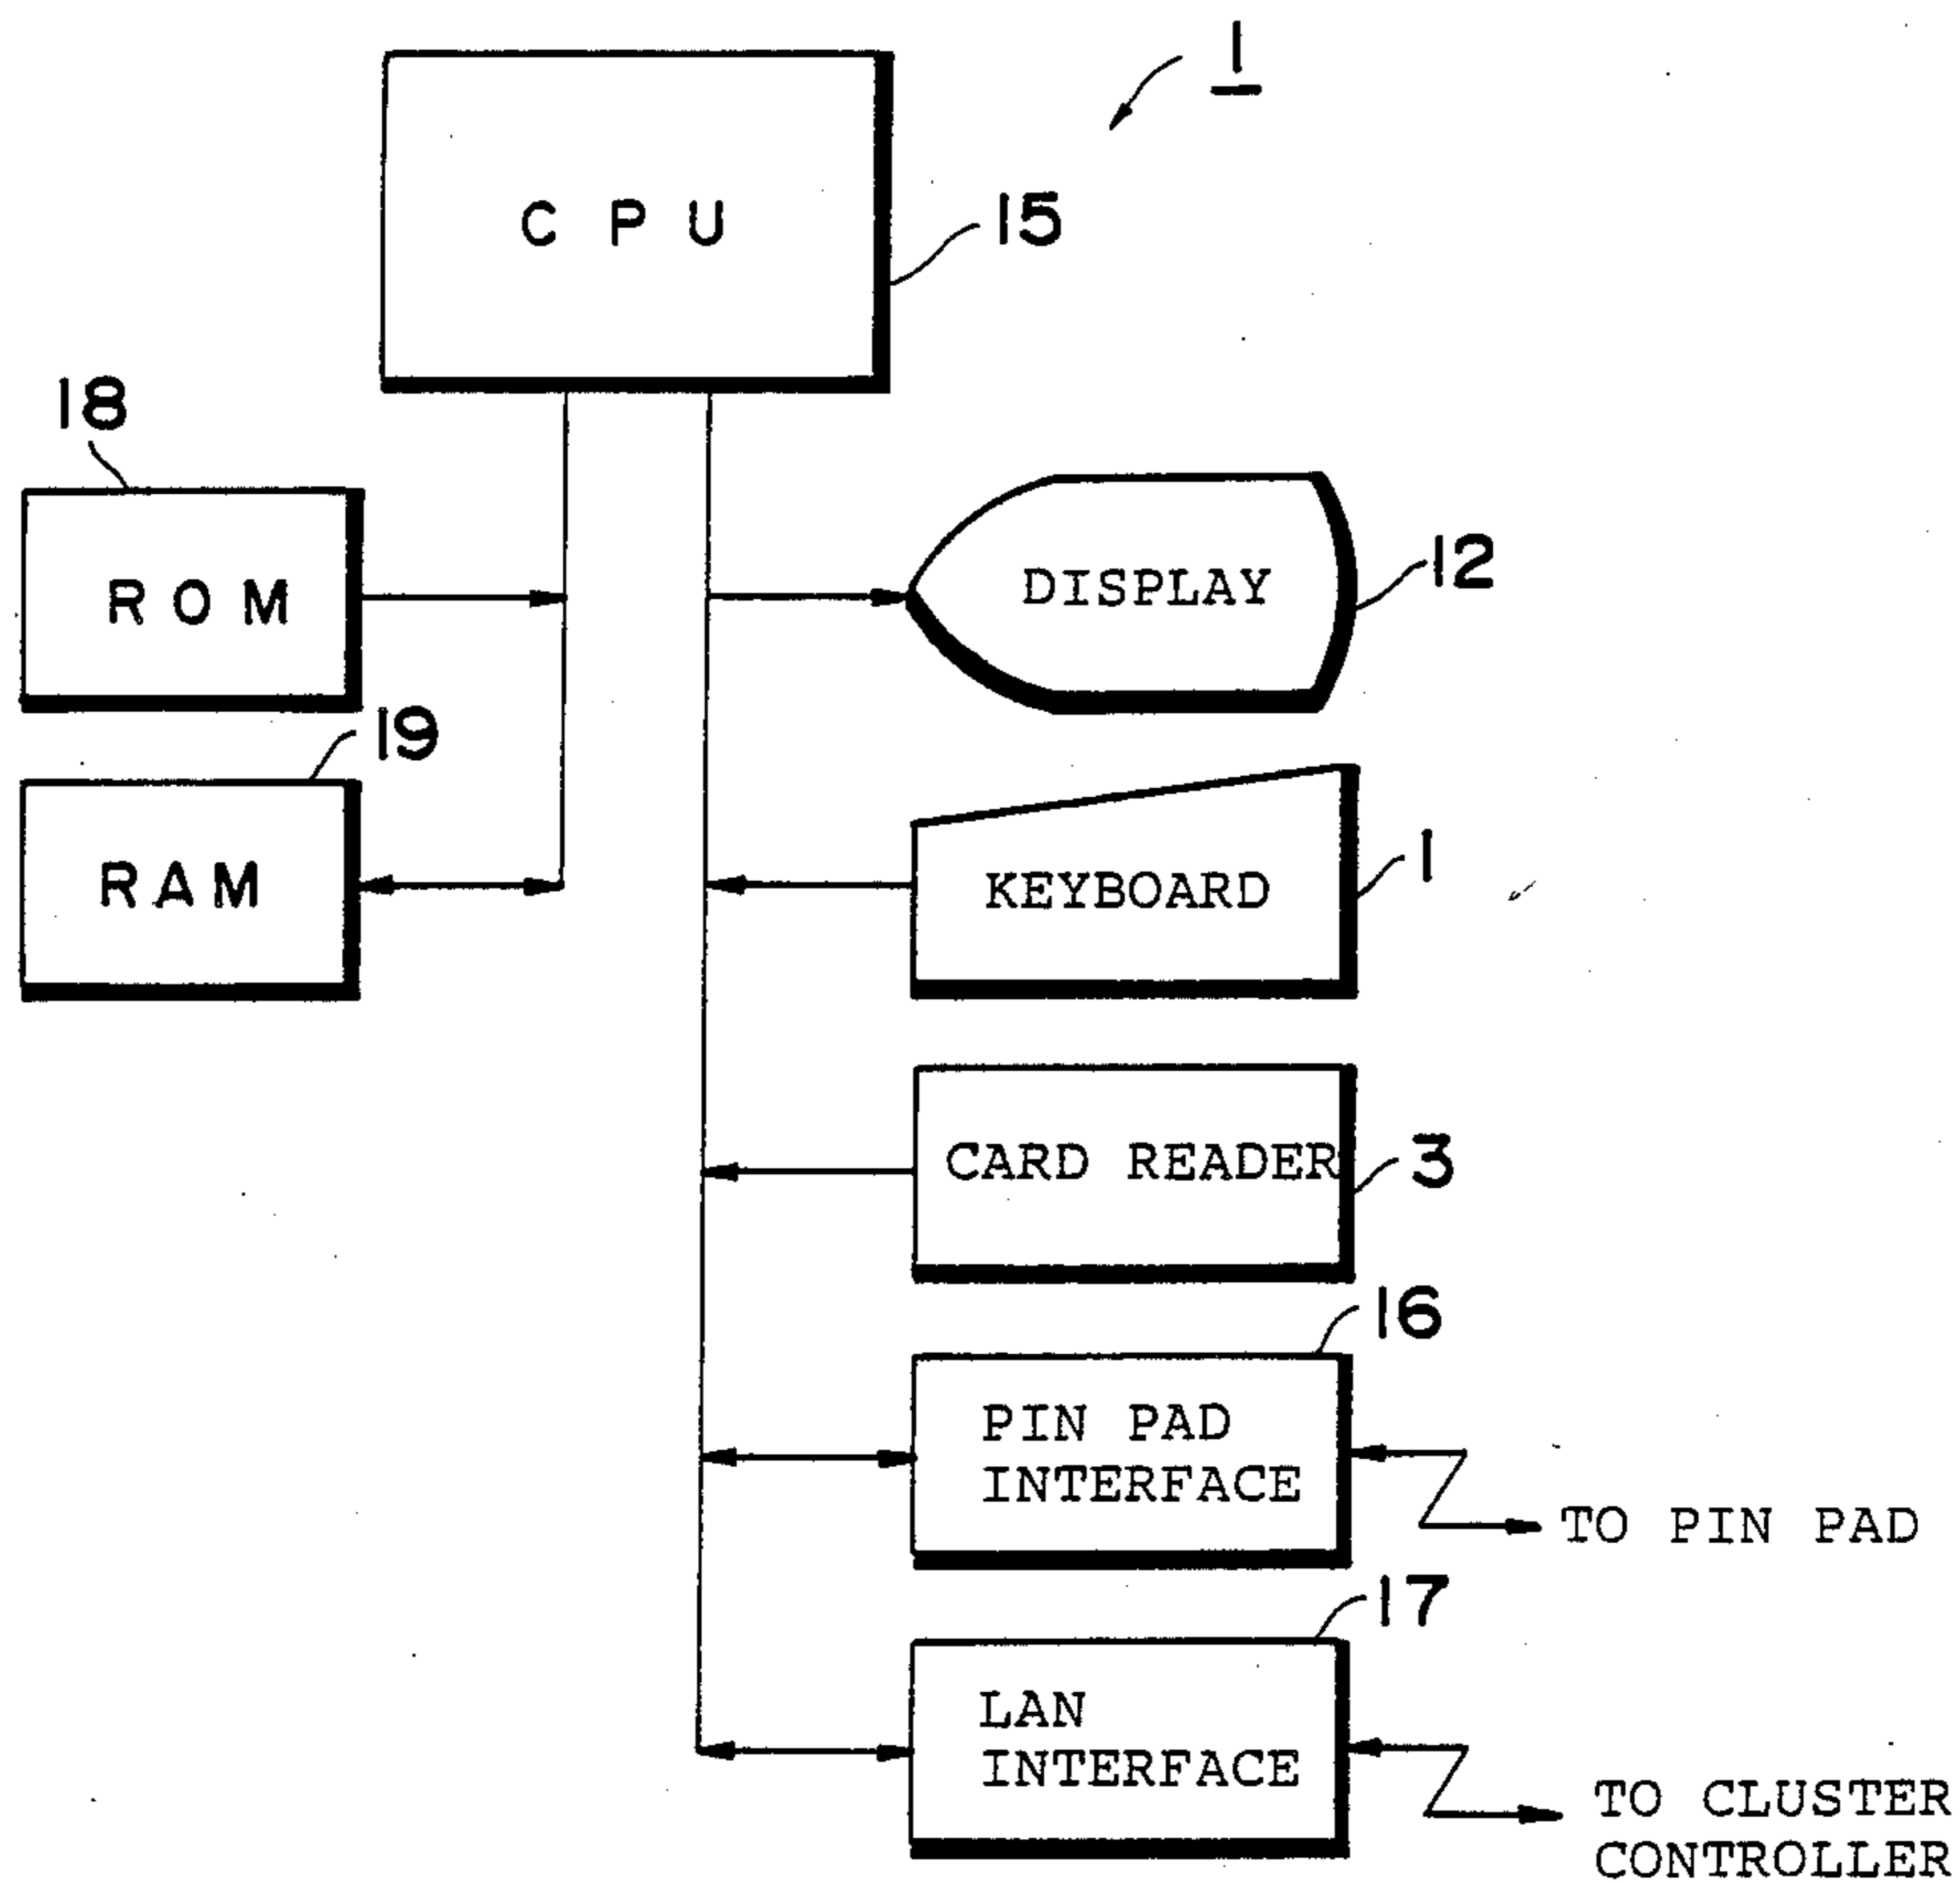 1
C P U
15
18
ROM
DISPLAY
12
19
RAM
KEYBOARD
1
CARD READER
3
16
PIN PAD
INTERFACE
TO PIN PAD
17
LAN
INTERFACE
TO CLUSTER
CONTROLLER